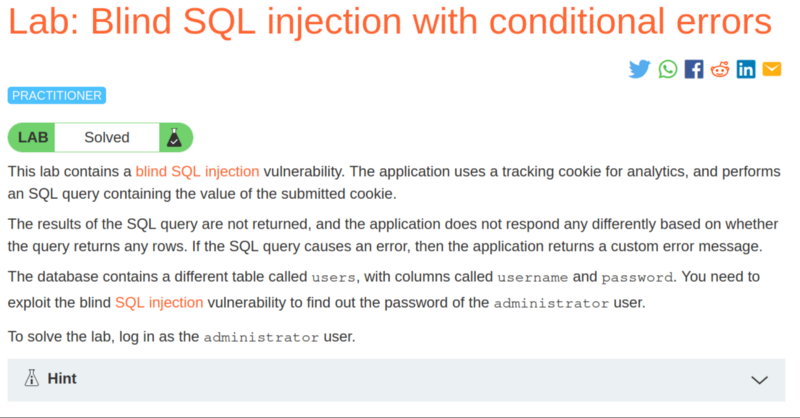 Lab: Blind SQL injection with conditional errors
PRACTITIONER
LAB Solved
This lab contains a blind SQL injection vulnerability. The application uses a tracking cookie for analytics, and performs
an SQL query containing the value of the submitted cookie.
The results of the SQL query are not returned, and the application does not respond any differently based on whether
the query returns any rows. If the SQL query causes an error, then the application returns a custom error message.
The database contains a different table called users, with columns called username and password. You need to
exploit the blind SQL injection vulnerability to find out the password of the administrator user.
To solve the lab, log in as the administrator user.
Hint